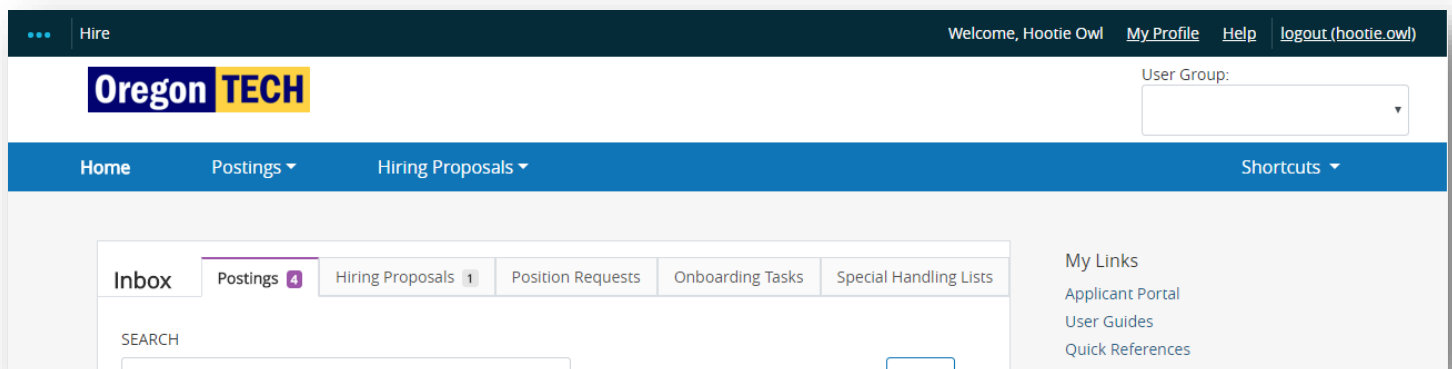 ••• Hire Welcome, Hootie Owl My Profile Help logout (hootie.owl)
Oregon TECH
User Group:
Home Postings Hiring Proposals Shortcuts
Inbox Postings 4 Hiring Proposals 1 Position Requests Onboarding Tasks Special Handling Lists
SEARCH
My Links
Applicant Portal
User Guides
Quick References